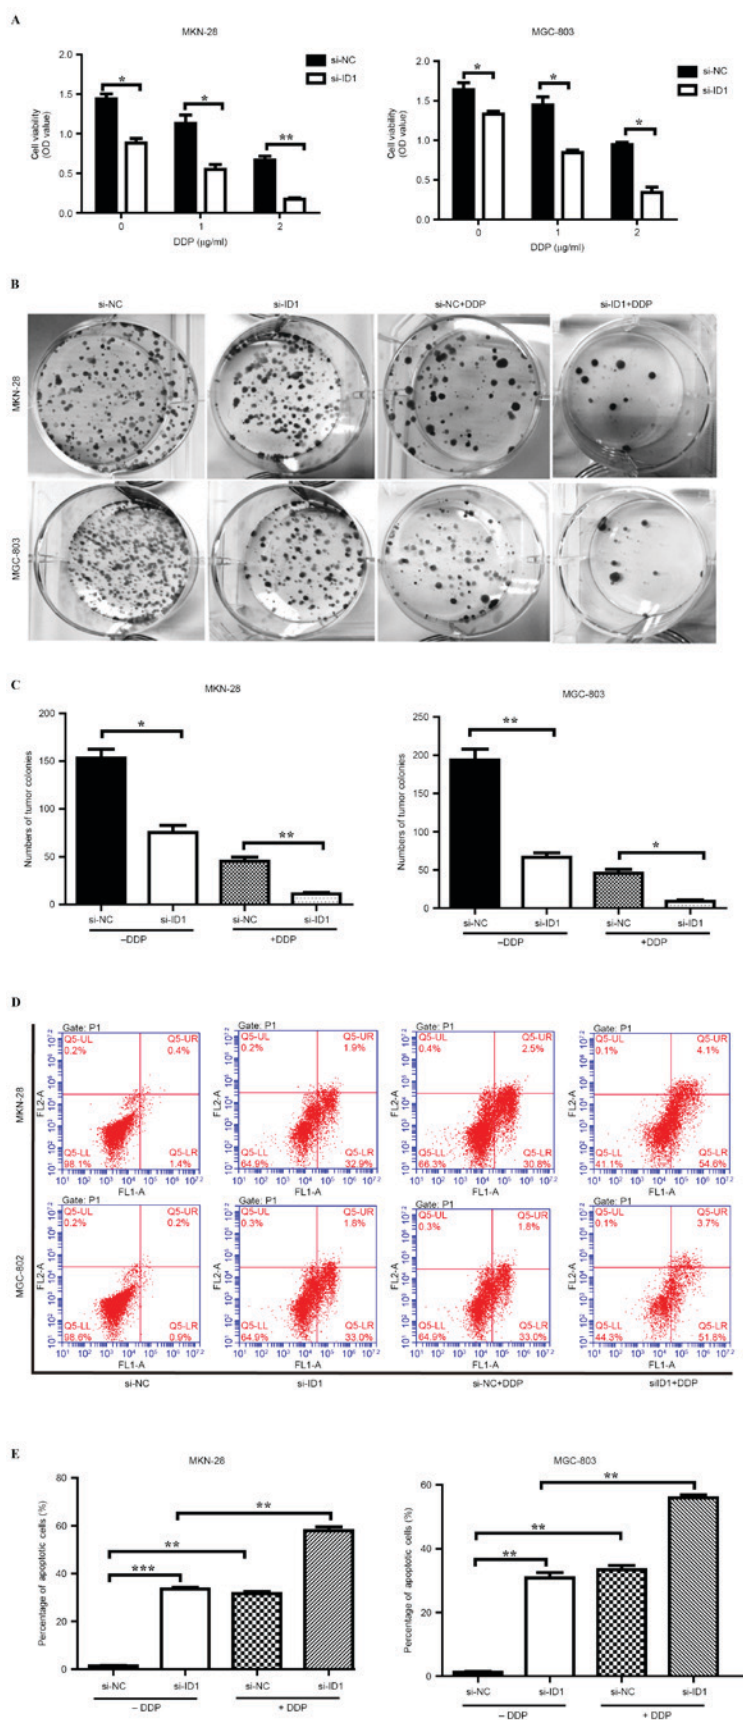 A
MKN-28
MGC-803
si-NC
si-ID1
Cell viability
(OD value)
2.0
1.5
1.0
0.5
0.0
*
*
**
0
1
2
DDP (μg/ml)
si-NC
si-ID1
Cell viability
(OD value)
2.0
1.5
1.0
0.5
0.0
*
*
*
0
1
2
DDP (μg/ml)
B
si-NC
si-ID1
si-NC+DDP
si-ID1+DDP
MKN-28
MGC-803
C
MKN-28
MGC-803
Numbers of tumor colonies
200
150
100
50
0
*
**
si-NC
si-ID1
si-NC
si-ID1
–DDP
+DDP
Numbers of tumor colonies
250
200
150
100
50
0
**
*
si-NC
si-ID1
si-NC
si-ID1
–DDP
+DDP
D
MKN-28
Gate: P1
Q5-UL
0.2%
Q5-UR
0.4%
Q5-LL
98.1%
Q5-LR
1.4%
FL2-A
FL1-A
Gate: P1
Q5-UL
0.2%
Q5-UR
1.9%
Q5-LL
64.9%
Q5-LR
32.9%
FL2-A
FL1-A
Gate: P1
Q5-UL
0.4%
Q5-UR
2.5%
Q5-LL
66.3%
Q5-LR
30.8%
FL2-A
FL1-A
Gate: P1
Q5-UL
0.1%
Q5-UR
4.1%
Q5-LL
41.1%
Q5-LR
54.6%
FL2-A
FL1-A
MGC-802
Gate: P1
Q5-UL
0.2%
Q5-UR
0.2%
Q5-LL
98.6%
Q5-LR
0.9%
FL2-A
FL1-A
Gate: P1
Q5-UL
0.3%
Q5-UR
1.8%
Q5-LL
64.9%
Q5-LR
33.0%
FL2-A
FL1-A
Gate: P1
Q5-UL
0.3%
Q5-UR
1.8%
Q5-LL
64.9%
Q5-LR
33.0%
FL2-A
FL1-A
Gate: P1
Q5-UL
0.1%
Q5-UR
3.7%
Q5-LL
44.3%
Q5-LR
51.8%
FL2-A
FL1-A
si-NC
si-ID1
si-NC+DDP
siID1+DDP
E
MKN-28
MGC-803
Percentage of apoptotic cells (%)
80
60
40
20
0
**
**
***
si-NC
si-ID1
si-NC
si-ID1
– DDP
+ DDP
Percentage of apoptotic cells (%)
60
40
20
0
**
**
**
si-NC
si-ID1
si-NC
si-ID1
– DDP
+ DDP